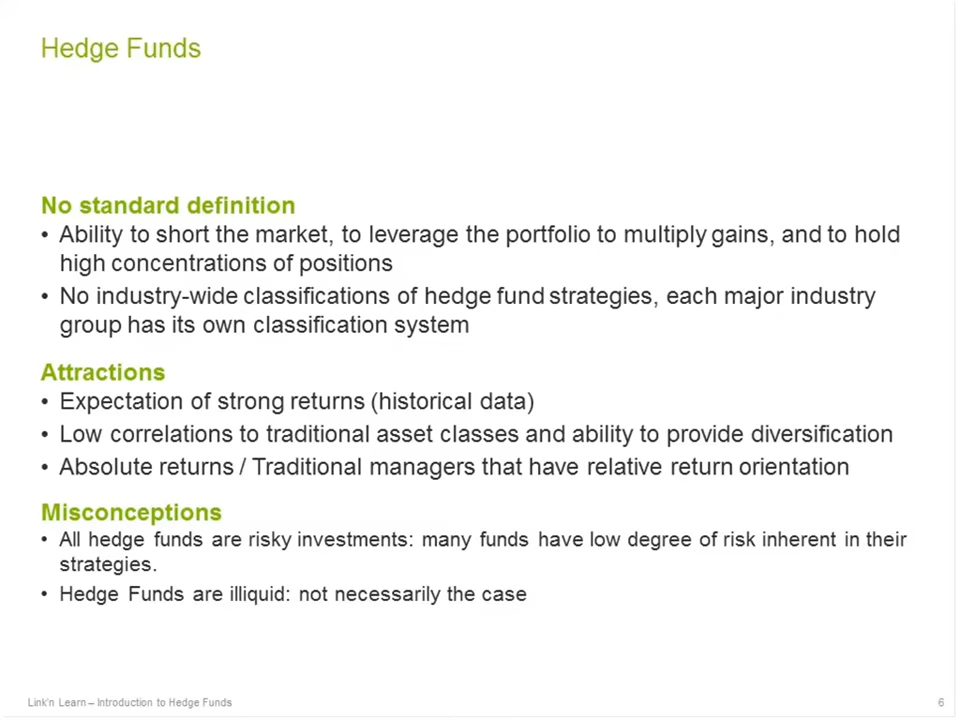 Hedge Funds
No standard definition
• Ability to short the market, to leverage the portfolio to multiply gains, and to hold
high concentrations of positions
• No industry-wide classifications of hedge fund strategies, each major industry
group has its own classification system
Attractions
• Expectation of strong returns (historical data)
• Low correlations to traditional asset classes and ability to provide diversification
• Absolute returns / Traditional managers that have relative return orientation
Misconceptions
• All hedge funds are risky investments: many funds have low degree of risk inherent in their
strategies.
• Hedge Funds are illiquid: not necessarily the case
Link'n Learn – Introduction to Hedge Funds 6